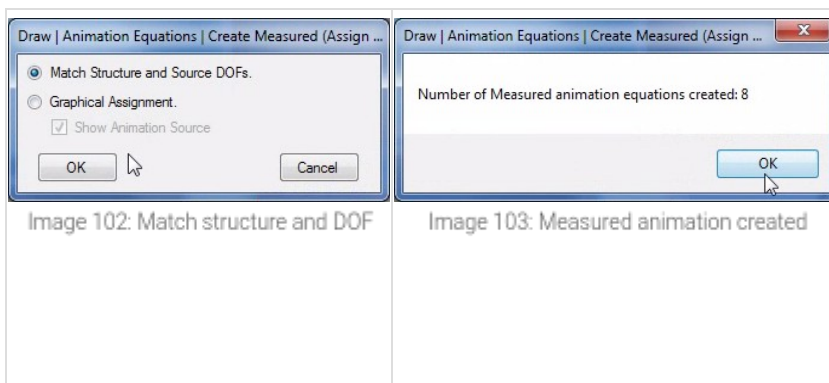 Draw | Animation Equations | Create Measured (Assign ...
Match Structure and Source DOFs.
Graphical Assignment.
Show Animation Source
OK
Cancel
Image 102: Match structure and DOF
Draw | Animation Equations | Create Measured (Assign ...
Number of Measured animation equations created: 8
OK
Image 103: Measured animation created